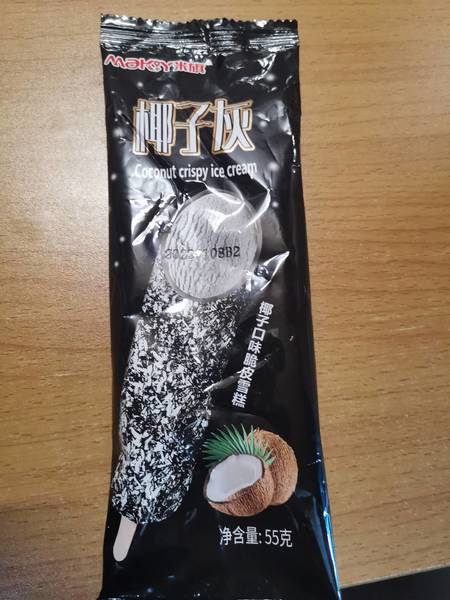 MaKY米旗
椰子灰
Coconut crispy ice cream
椰子口味脆皮雪糕
净含量: 55克